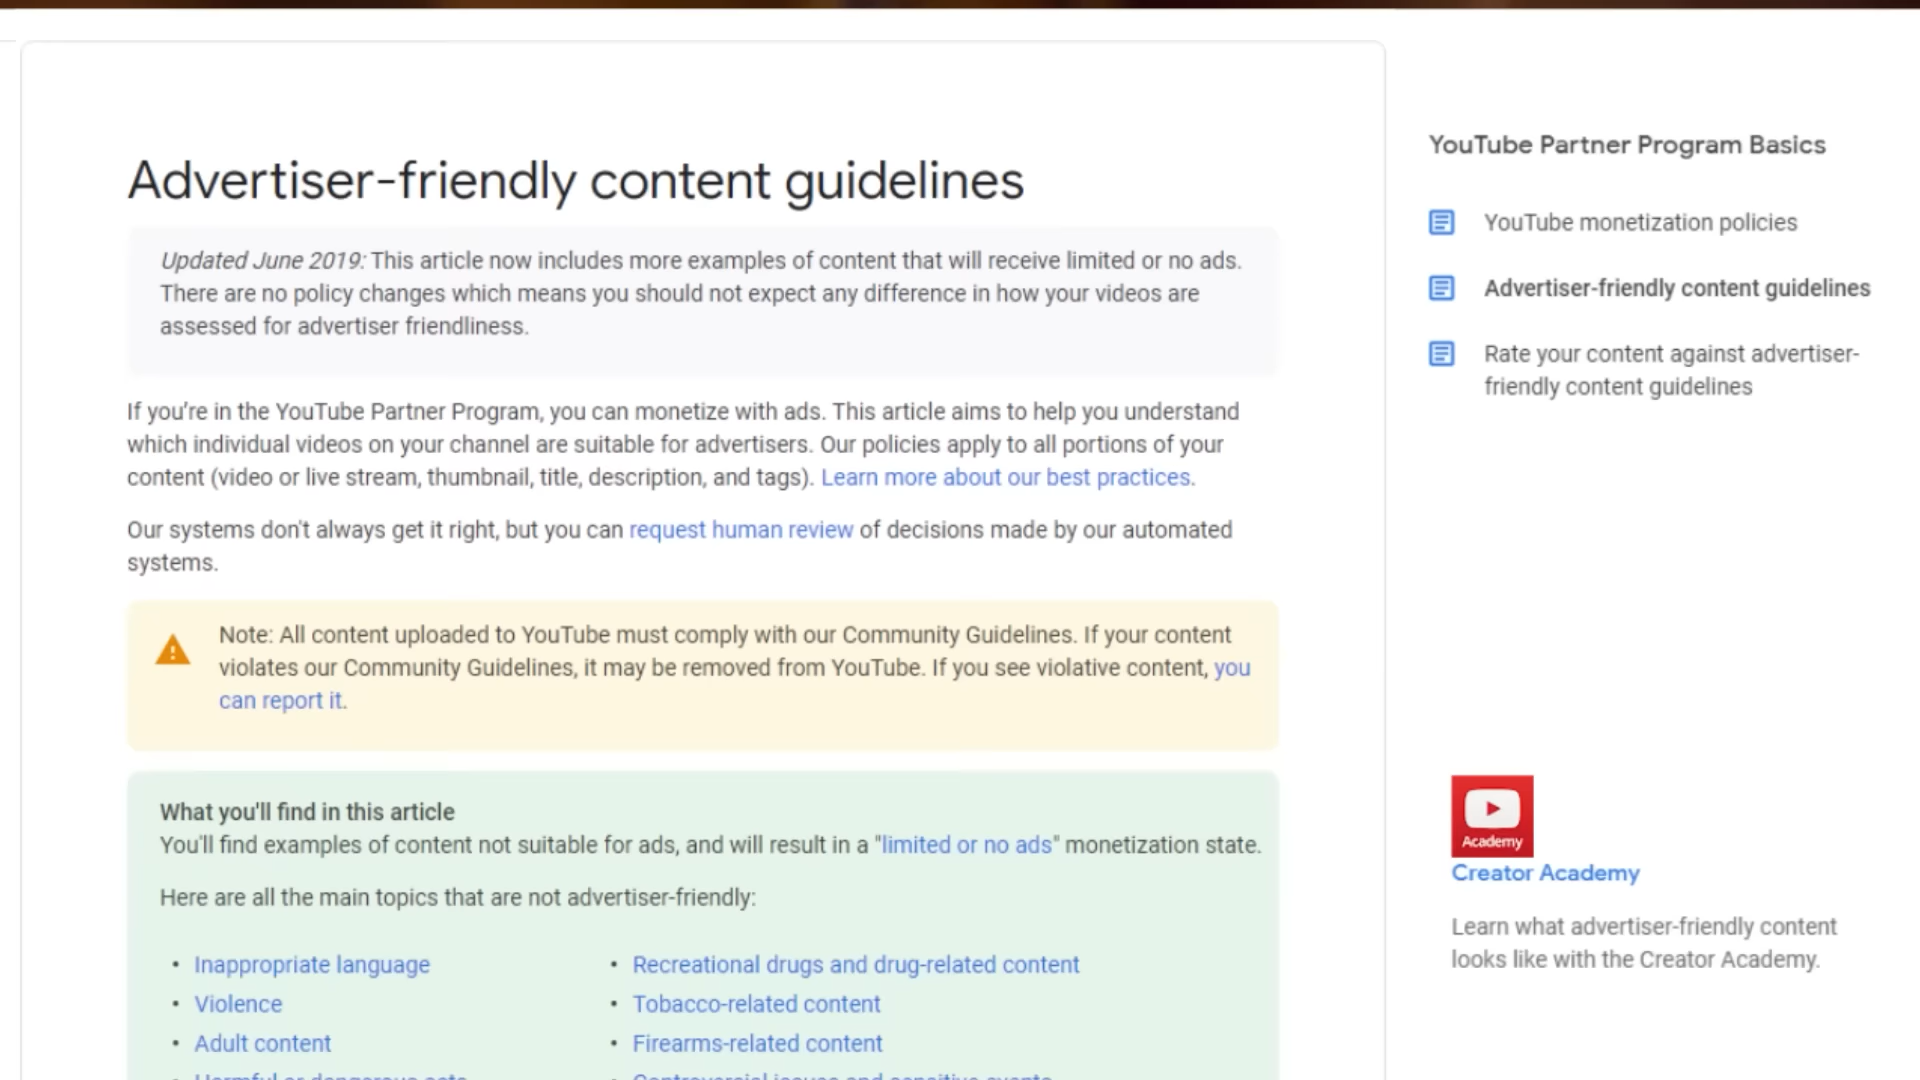 Advertiser-friendly content guidelines
Updated June 2019: This article now includes more examples of content that will receive limited or no ads.
There are no policy changes which means you should not expect any difference in how your videos are
assessed for advertiser friendliness.
If you’re in the YouTube Partner Program, you can monetize with ads. This article aims to help you understand
which individual videos on your channel are suitable for advertisers. Our policies apply to all portions of your
content (video or live stream, thumbnail, title, description, and tags). Learn more about our best practices.
Our systems don't always get it right, but you can request human review of decisions made by our automated
systems.
Note: All content uploaded to YouTube must comply with our Community Guidelines. If your content
violates our Community Guidelines, it may be removed from YouTube. If you see violative content, you
can report it.
What you'll find in this article
You'll find examples of content not suitable for ads, and will result in a "limited or no ads" monetization state.
Here are all the main topics that are not advertiser-friendly:
• Inappropriate language
• Violence
• Adult content
• Harmful or dangerous acts
• Recreational drugs and drug-related content
• Tobacco-related content
• Firearms-related content
• Controversial issues and sensitive events
YouTube Partner Program Basics
YouTube monetization policies
Advertiser-friendly content guidelines
Rate your content against advertiser-
friendly content guidelines
Academy
Creator Academy
Learn what advertiser-friendly content
looks like with the Creator Academy.